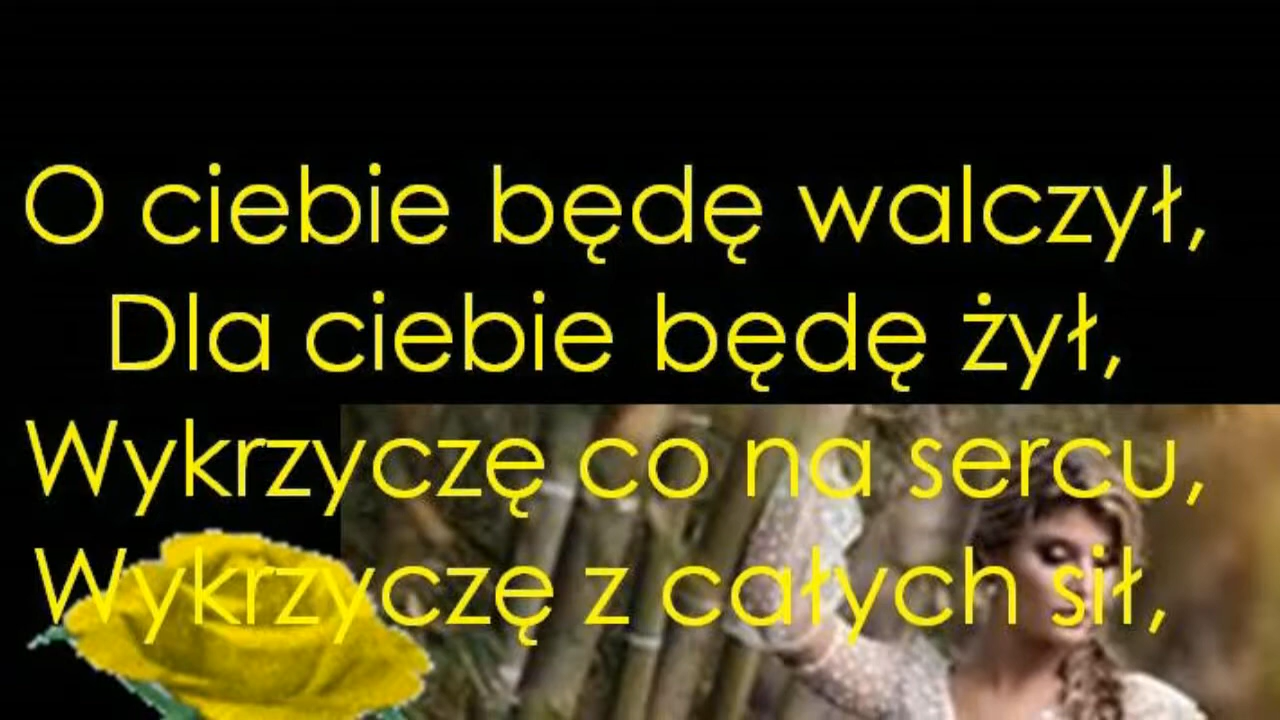 O ciebie będę walczył,
Dla ciebie będę żył,
Wykrzyczę co na sercu,
Wykrzyczę z całych sił,